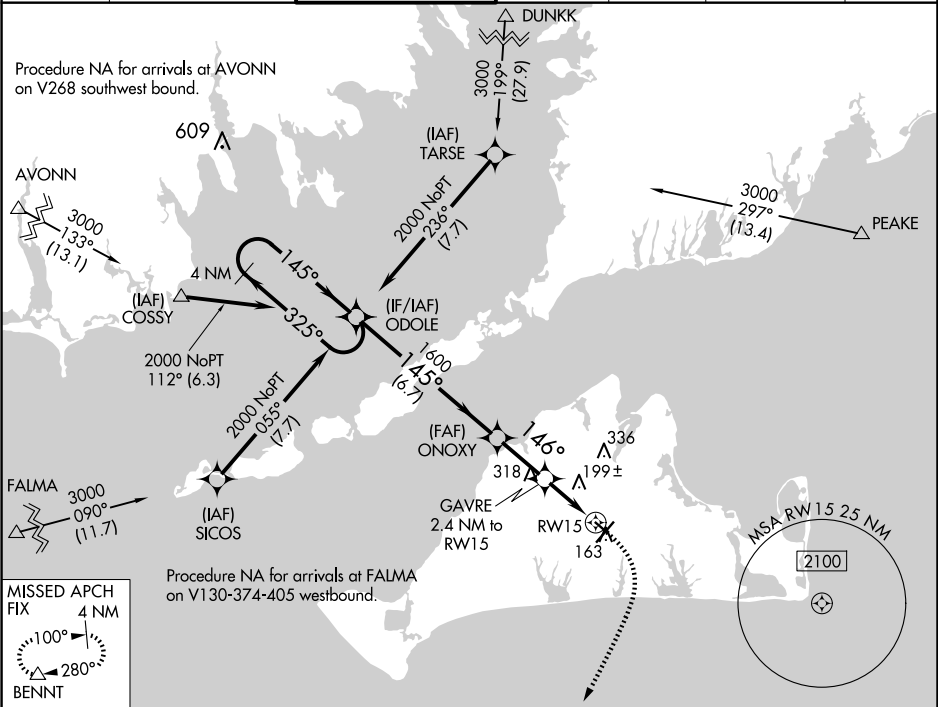 DUNKK
Procedure NA for arrivals at AVONN
on V268 southwest bound.
3000
199°
(27.9)
609
(IAF)
TARSE
AVONN
3000
133°
(13.1)
2000 NoPT
236°
(7.7)
3000
297°
(13.4)
PEAKE
4 NM
145°
325°
(IAF)
COSSY
(IF/IAF)
ODOLE
2000 NoPT
112° (6.3)
1600
145°
(6.7)
2000 NoPT
055°
(7.7)
(FAF)
ONOXY
146°
336
318
199±
FALMA
3000
090°
(11.7)
(IAF)
SICOS
GAVRE
2.4 NM to
RW15
RW15
163
MSA RW15 25 NM
2100
Procedure NA for arrivals at FALMA
on V130-374-405 westbound.
MISSED APCH
FIX
4 NM
100°
280°
BENNT